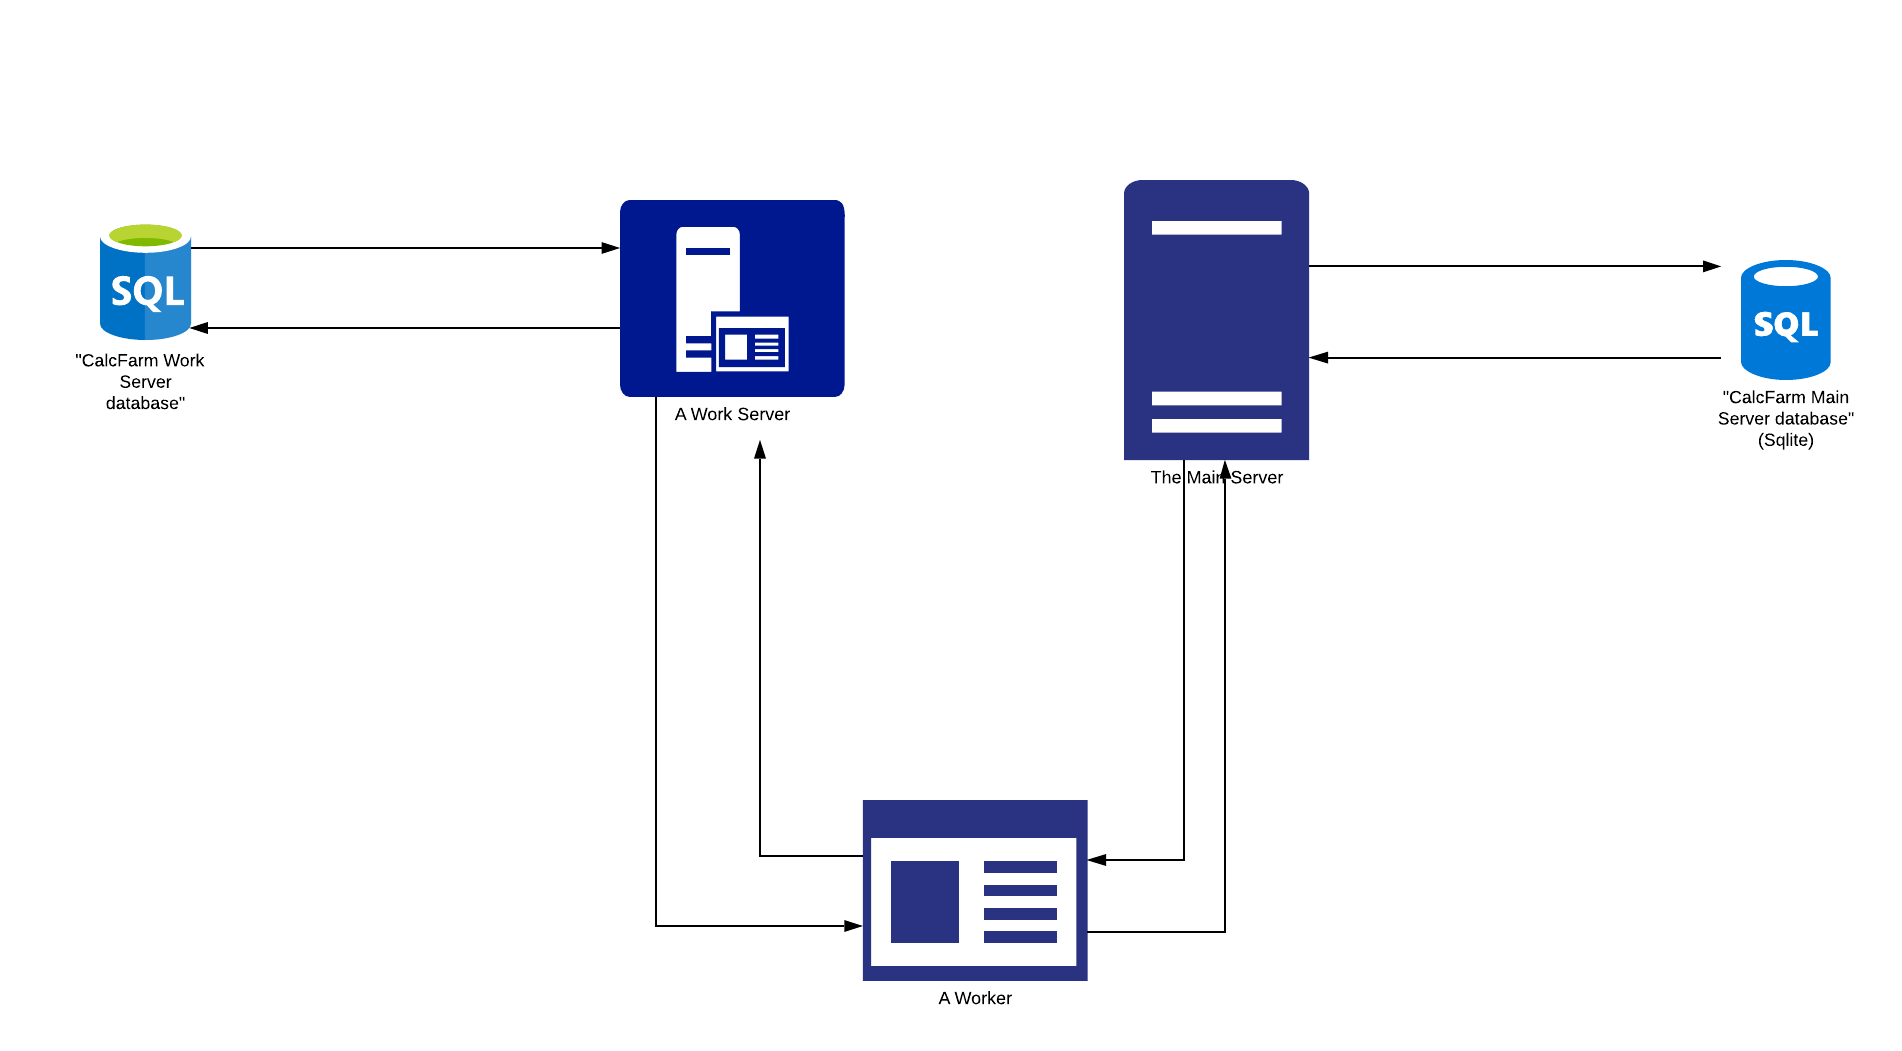 SQL
"CalcFarm Work
Server
database"
A Work Server
The Main Server
SQL
"CalcFarm Main
Server database"
(Sqlite)
A Worker